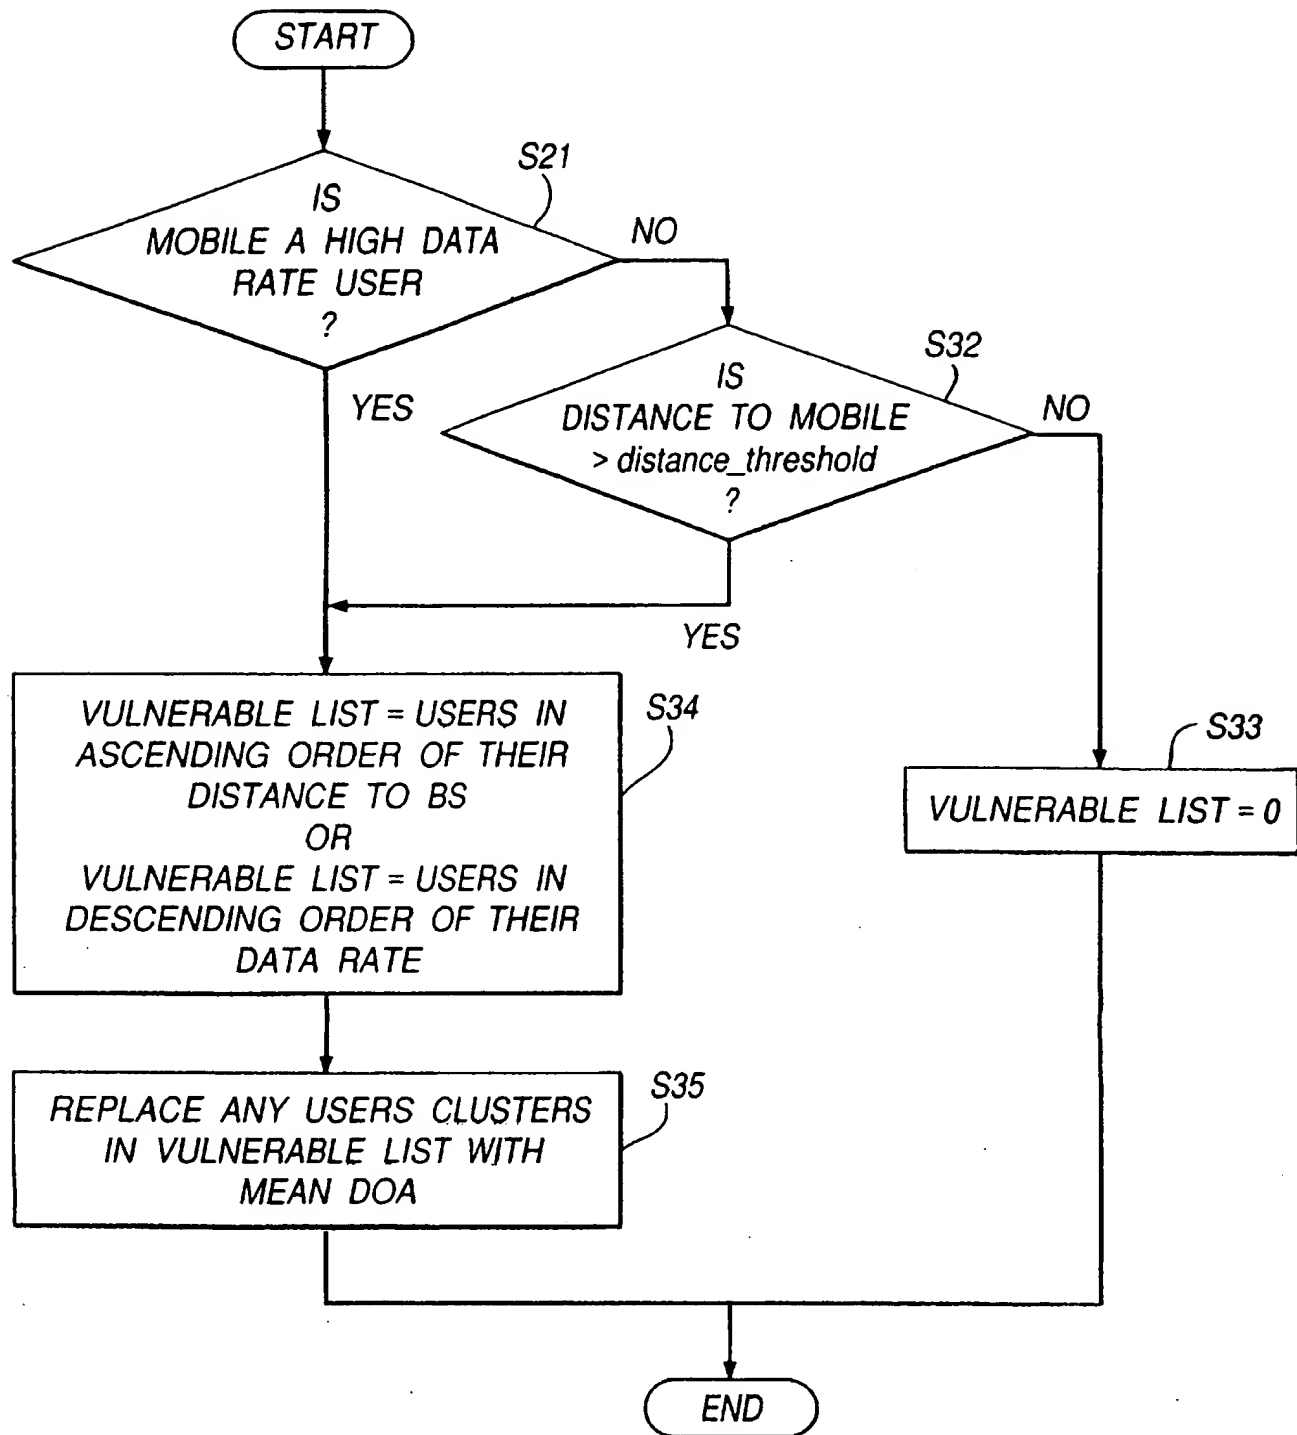 START
S21
IS
MOBILE A HIGH DATA
RATE USER
?
NO
YES
S32
IS
DISTANCE TO MOBILE
> distance_threshold
?
NO
YES
S34
VULNERABLE LIST = USERS IN
ASCENDING ORDER OF THEIR
DISTANCE TO BS
OR
VULNERABLE LIST = USERS IN
DESCENDING ORDER OF THEIR
DATA RATE
S33
VULNERABLE LIST = 0
S35
REPLACE ANY USERS CLUSTERS
IN VULNERABLE LIST WITH
MEAN DOA
END